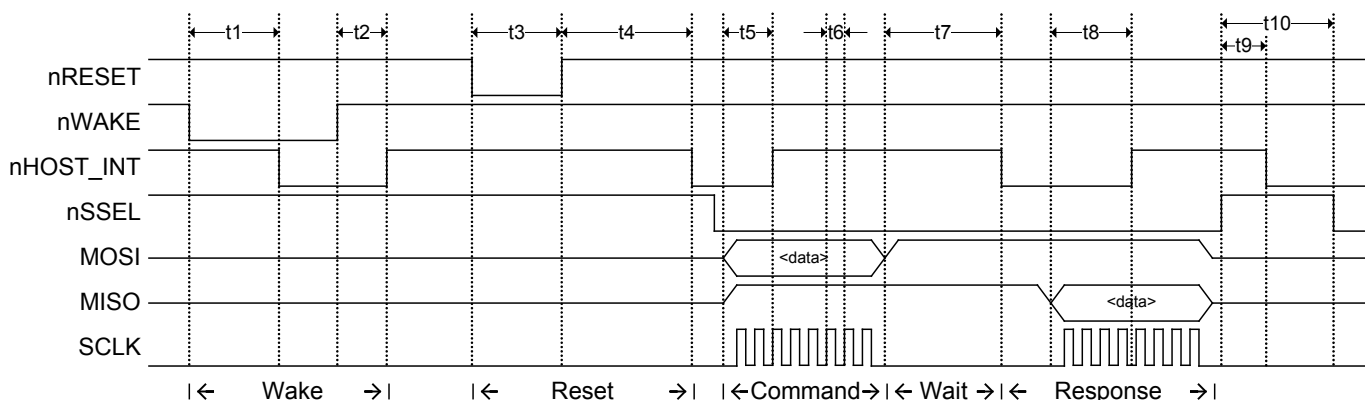 t1 t2 t3 t4 t5 t6 t7 t8 t10
t9
nRESET
nWAKE
nHOST_INT
nSSEL
MOSI <data>
MISO <data>
SCLK
Wake Reset Command Wait Response